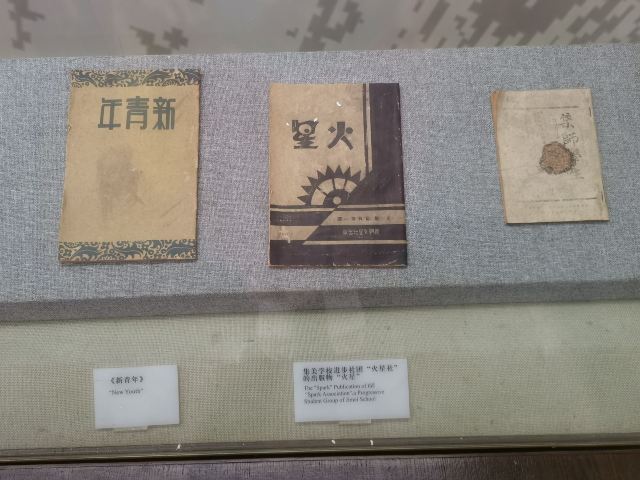 年青新
星火
《新青年》
"New Youth"
集美学校进步社团“火星社”
的出版物“火星”
The "Spark" Publication of the
"Spark Association", a Progressive
Student Group of Jimei School